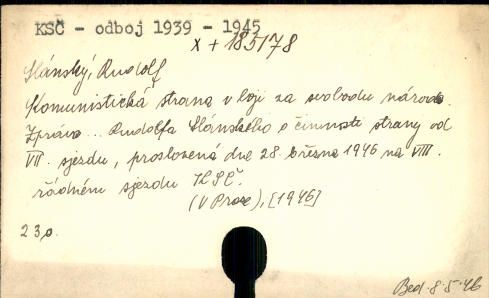 KSČ - odboj 1939 - 1945
x + 185178
Slánský, Rudolf
Komunistická strana v boji za svobodu národa.
Zpráva... Rudolfa Slánského o činnosti strany od
VII. sjezdu, proslovená dne 28. března 1946 na VIII.
řádném sjezdu KSČ.
(V Praze), [1946]
23o.
Bed. 8.5.46